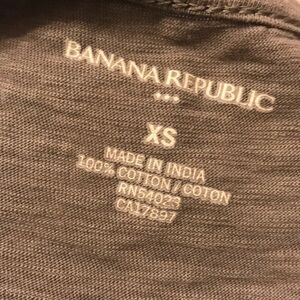 BANANA REPUBLIC
XS
MADE IN INDIA
100% COTTON / COTON
RN54023
CA17897